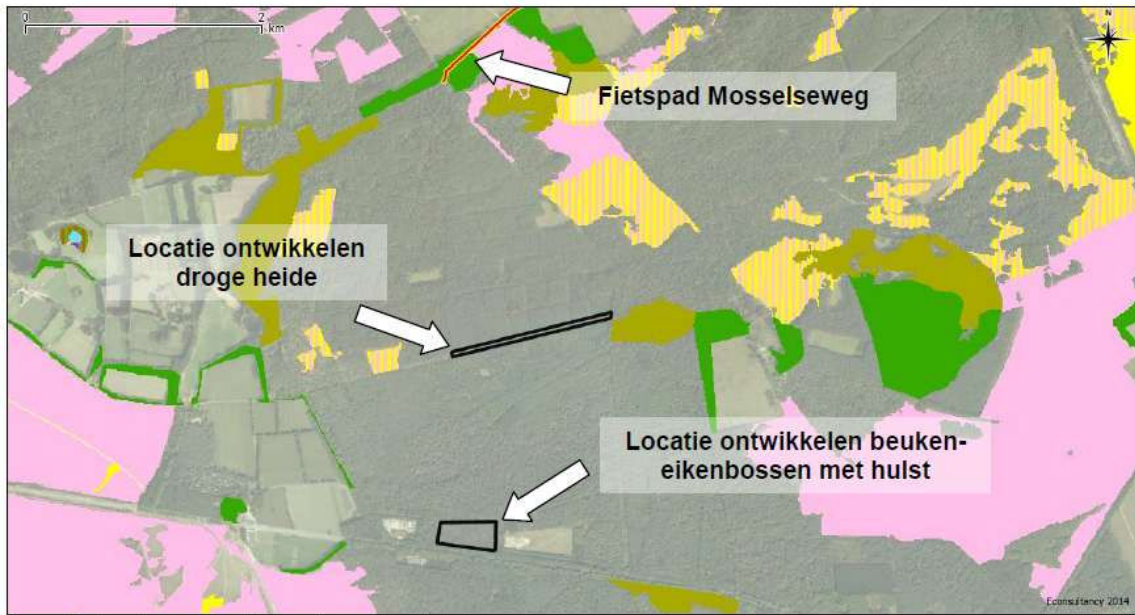 0 2
km
N
Fietspad Mosselseweg
Locatie ontwikkelen
droge heide
Locatie ontwikkelen beuken-
eikenbossen met hulst
Econsultancy 2014